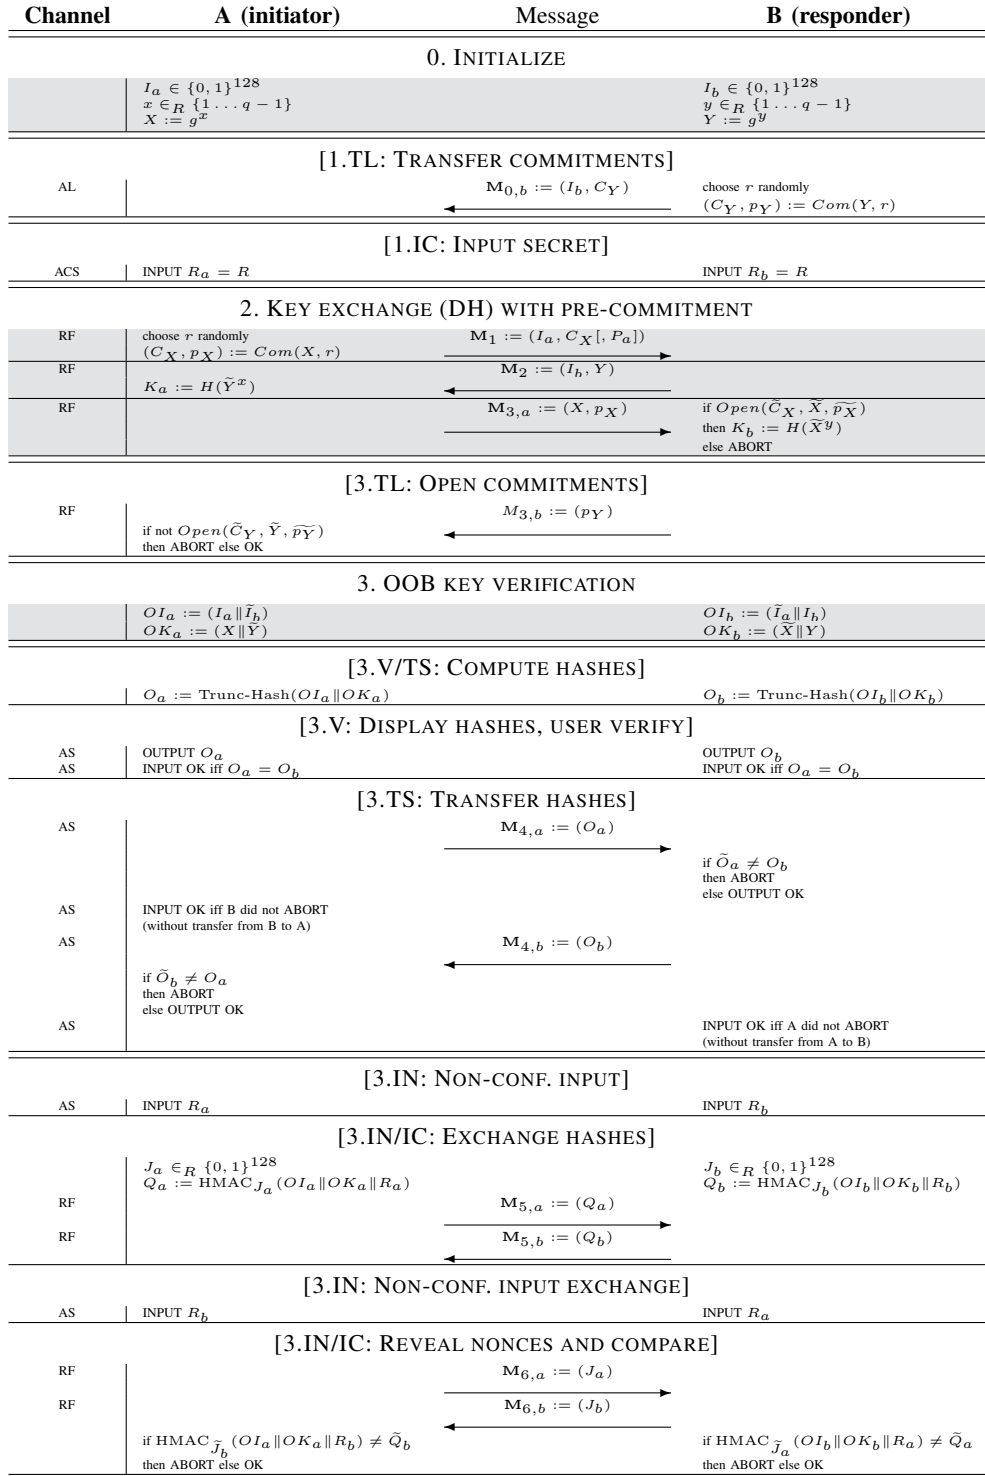 Channel A (initiator) Message B (responder)
0. INITIALIZE
I_a ∈ {0, 1}^128 I_b ∈ {0, 1}^128
x ∈_R {1 . . . q − 1} y ∈_R {1 . . . q − 1}
X := g^x Y := g^y
[1.TL: TRANSFER COMMITMENTS]
AL M_{0,b} := (I_b, C_Y) choose r randomly
(C_Y, p_Y) := Com(Y, r)
[1.IC: INPUT SECRET]
ACS INPUT R_a = R INPUT R_b = R
2. KEY EXCHANGE (DH) WITH PRE-COMMITMENT
RF choose r randomly M_1 := (I_a, C_X[, P_a])
(C_X, p_X) := Com(X, r)
RF M_2 := (I_b, Y)
K_a := H(Ỹ^x)
RF M_{3,a} := (X, p_X) if Open(C̃_X, X̃, p̃_X)
then K_b := H(X̃^y)
else ABORT
[3.TL: OPEN COMMITMENTS]
RF M_{3,b} := (p_Y)
if not Open(C̃_Y, Ỹ, p̃_Y)
then ABORT else OK
3. OOB KEY VERIFICATION
OI_a := (I_a‖Ĩ_b) OI_b := (Ĩ_a‖I_b)
OK_a := (X‖Ỹ) OK_b := (X̃‖Y)
[3.V/TS: COMPUTE HASHES]
O_a := Trunc-Hash(OI_a‖OK_a) O_b := Trunc-Hash(OI_b‖OK_b)
[3.V: DISPLAY HASHES, USER VERIFY]
AS OUTPUT O_a OUTPUT O_b
AS INPUT OK iff O_a = O_b INPUT OK iff O_a = O_b
[3.TS: TRANSFER HASHES]
AS M_{4,a} := (O_a)
if Õ_a ≠ O_b
then ABORT
else OUTPUT OK
AS INPUT OK iff B did not ABORT
(without transfer from B to A)
AS M_{4,b} := (O_b)
if Õ_b ≠ O_a
then ABORT
else OUTPUT OK
AS INPUT OK iff A did not ABORT
(without transfer from A to B)
[3.IN: NON-CONF. INPUT]
AS INPUT R_a INPUT R_b
[3.IN/IC: EXCHANGE HASHES]
J_a ∈_R {0, 1}^128 J_b ∈_R {0, 1}^128
Q_a := HMAC_{J_a}(OI_a‖OK_a‖R_a) Q_b := HMAC_{J_b}(OI_b‖OK_b‖R_b)
RF M_{5,a} := (Q_a)
RF M_{5,b} := (Q_b)
[3.IN: NON-CONF. INPUT EXCHANGE]
AS INPUT R_b INPUT R_a
[3.IN/IC: REVEAL NONCES AND COMPARE]
RF M_{6,a} := (J_a)
RF M_{6,b} := (J_b)
if HMAC_{J̃_b}(OI_a‖OK_a‖R_b) ≠ Q̃_b if HMAC_{J̃_a}(OI_b‖OK_b‖R_a) ≠ Q̃_a
then ABORT else OK then ABORT else OK